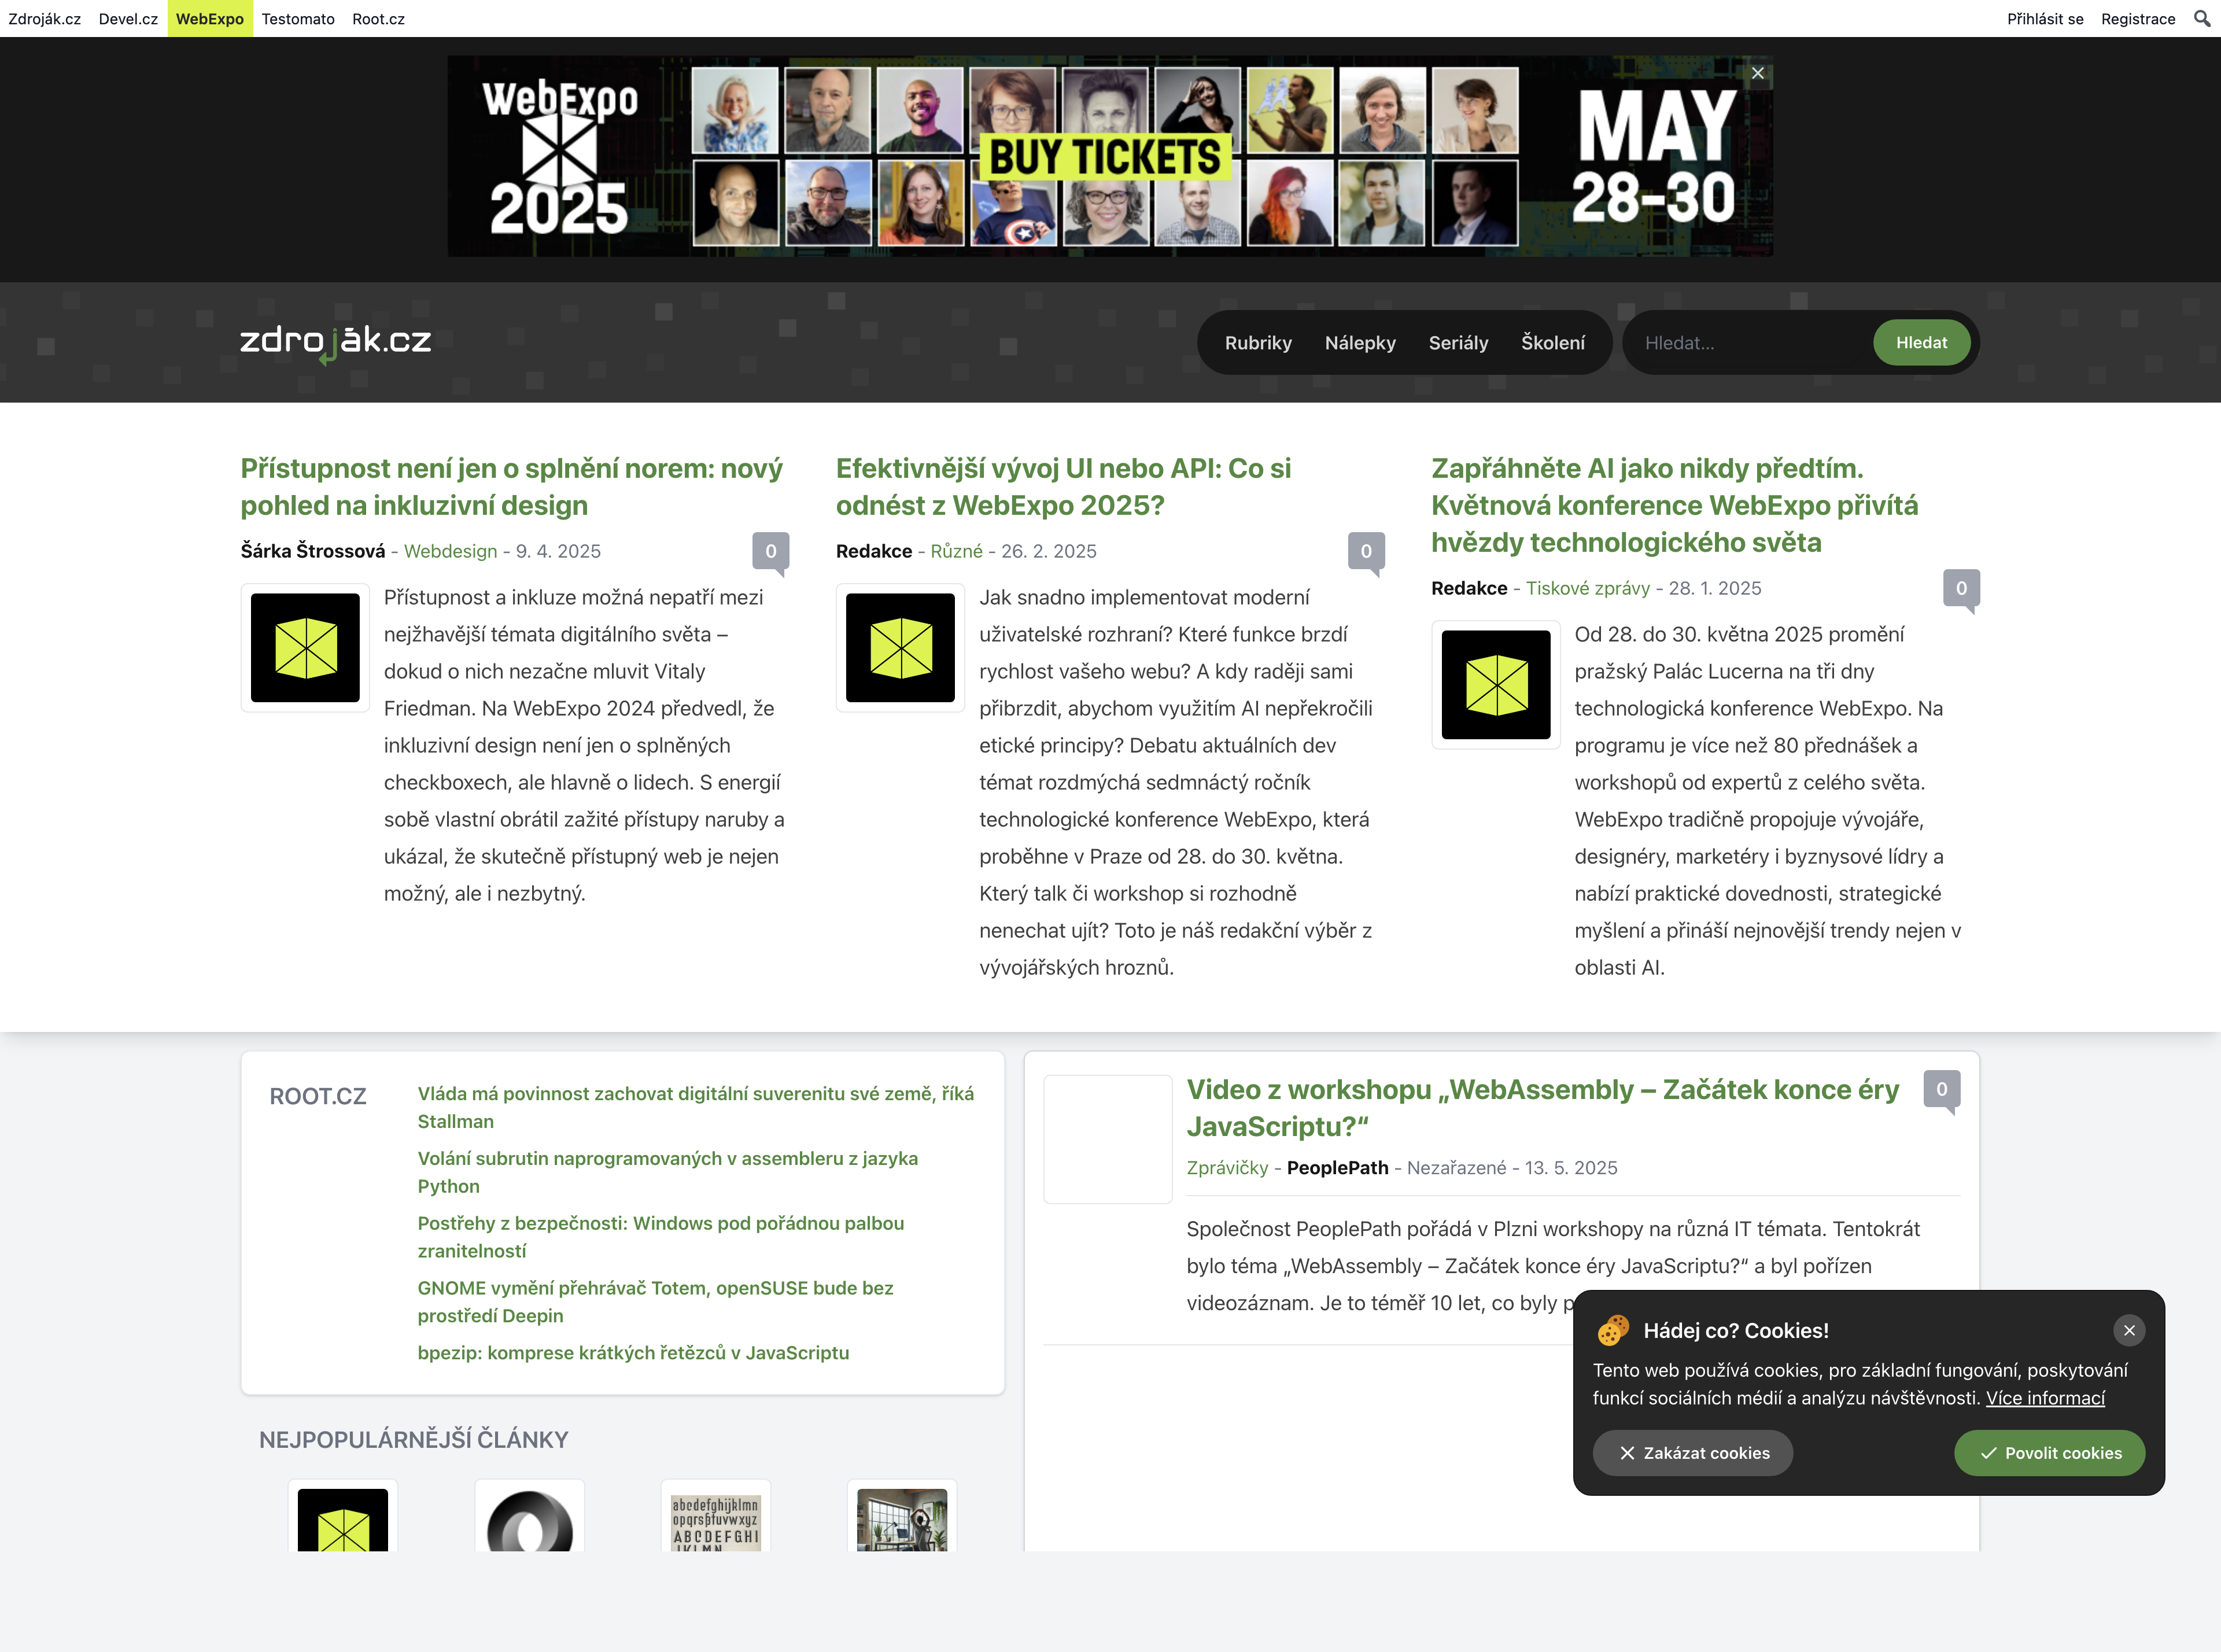 Zdroják.cz Devel.cz WebExpo Testomato Root.cz Přihlásit se Registrace
WebExpo
2025
BUY TICKETS
MAY
28-30
zdroják.cz
Rubriky Nálepky Seriály Školení Hledat... Hledat
Přístupnost není jen o splnění norem: nový
pohled na inkluzivní design
Šárka Štrossová - Webdesign - 9. 4. 2025
0
Přístupnost a inkluze možná nepatří mezi
nejžhavější témata digitálního světa –
dokud o nich nezačne mluvit Vitaly
Friedman. Na WebExpo 2024 předvedl, že
inkluzivní design není jen o splněných
checkboxech, ale hlavně o lidech. S energií
sobě vlastní obrátil zažité přístupy naruby a
ukázal, že skutečně přístupný web je nejen
možný, ale i nezbytný.
Efektivnější vývoj UI nebo API: Co si
odnést z WebExpo 2025?
Redakce - Různé - 26. 2. 2025
0
Jak snadno implementovat moderní
uživatelské rozhraní? Které funkce brzdí
rychlost vašeho webu? A kdy raději sami
přibrzdit, abychom využitím AI nepřekročili
etické principy? Debatu aktuálních dev
témat rozdmýchá sedmnáctý ročník
technologické konference WebExpo, která
proběhne v Praze od 28. do 30. května.
Který talk či workshop si rozhodně
nenechat ujít? Toto je náš redakční výběr z
vývojářských hroznů.
Zapřáhněte AI jako nikdy předtím.
Květnová konference WebExpo přivítá
hvězdy technologického světa
Redakce - Tiskové zprávy - 28. 1. 2025
0
Od 28. do 30. května 2025 promění
pražský Palác Lucerna na tři dny
technologická konference WebExpo. Na
programu je více než 80 přednášek a
workshopů od expertů z celého světa.
WebExpo tradičně propojuje vývojáře,
designéry, marketéry i byznysové lídry a
nabízí praktické dovednosti, strategické
myšlení a přináší nejnovější trendy nejen v
oblasti AI.
ROOT.CZ
Vláda má povinnost zachovat digitální suverenitu své země, říká
Stallman
Volání subrutin naprogramovaných v assembleru z jazyka
Python
Postřehy z bezpečnosti: Windows pod pořádnou palbou
zranitelností
GNOME vymění přehrávač Totem, openSUSE bude bez
prostředí Deepin
bpezip: komprese krátkých řetězců v JavaScriptu
NEJPOPULÁRNĚJŠÍ ČLÁNKY
abcdefghijklmn
opqrsßtuvwxyz
ABCDEFGHI
JKLMN
Video z workshopu „WebAssembly – Začátek konce éry
JavaScriptu?“
0
Zprávičky - PeoplePath - Nezařazené - 13. 5. 2025
Společnost PeoplePath pořádá v Plzni workshopy na různá IT témata. Tentokrát
bylo téma „WebAssembly – Začátek konce éry JavaScriptu?“ a byl pořízen
videozáznam. Je to téměř 10 let, co byly
Hádej co? Cookies!
Tento web používá cookies, pro základní fungování, poskytování
funkcí sociálních médií a analýzu návštěvnosti. Více informací
Zakázat cookies Povolit cookies